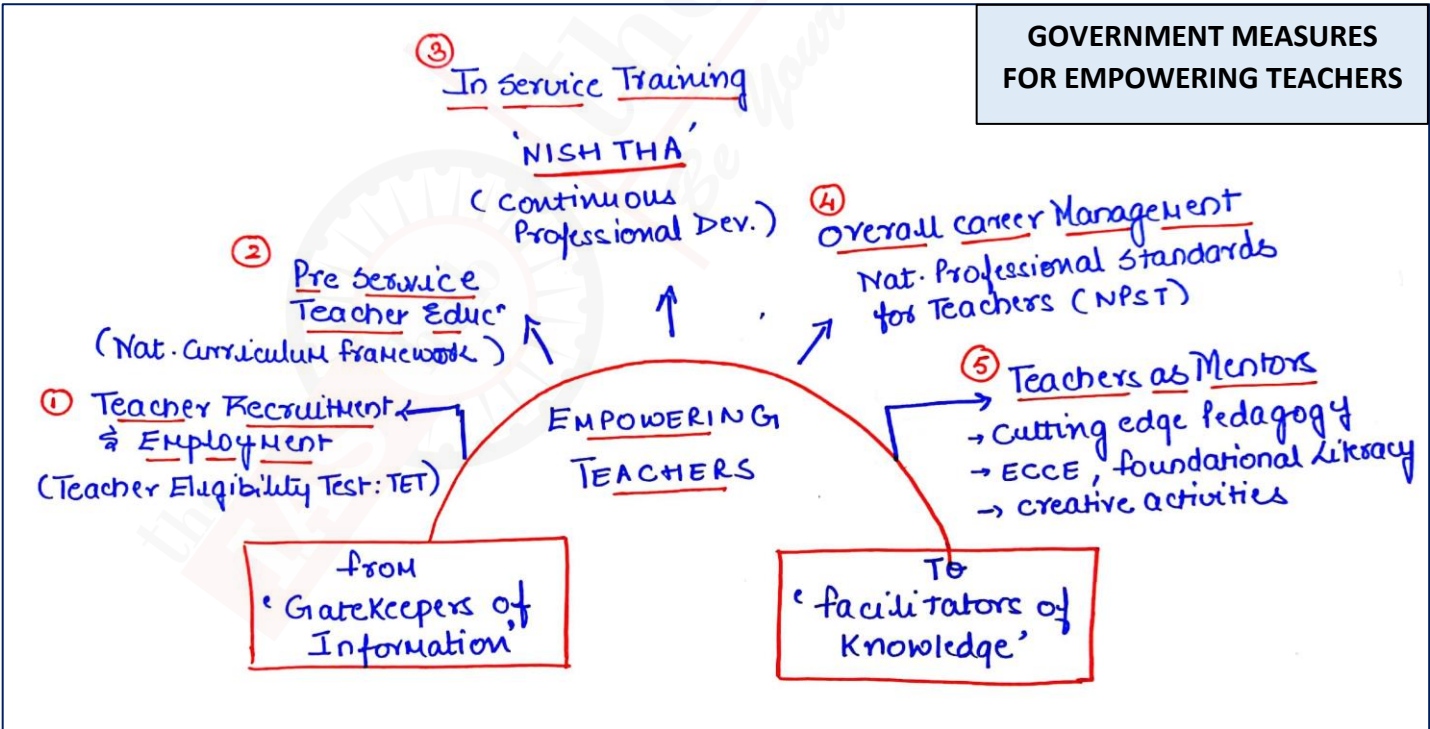 GOVERNMENT MEASURES
FOR EMPOWERING TEACHERS
③
In Service Training
'NISHTHA'
(Continuous
Professional Dev.)
②
Pre Service
Teacher Educⁿ
(Nat. Curriculum framework)
④
Overall career Management
Nat. Professional Standards
for Teachers (NPST)
① Teacher Recruitment
& Employment
(Teacher Eligibility Test: TET)
EMPOWERING
TEACHERS
⑤ Teachers as Mentors
→ Cutting edge Pedagogy
→ ECCE, foundational Literacy
→ creative activities
from
'Gatekeepers of
Information'
TO
'facilitators of
Knowledge'